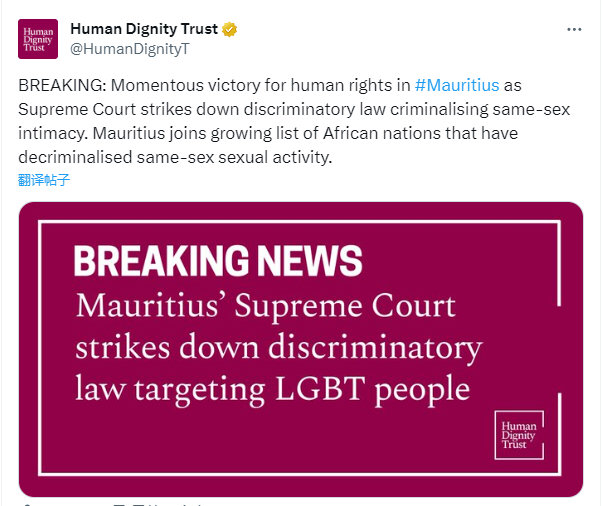 Human Dignity Trust
Human
Dignity
Trust
@HumanDignityT
BREAKING: Momentous victory for human rights in #Mauritius as
Supreme Court strikes down discriminatory law criminalising same-sex
intimacy. Mauritius joins growing list of African nations that have
decriminalised same-sex sexual activity.
翻译帖子
BREAKING NEWS
Mauritius’ Supreme Court
strikes down discriminatory
law targeting LGBT people
Human
Dignity
Trust